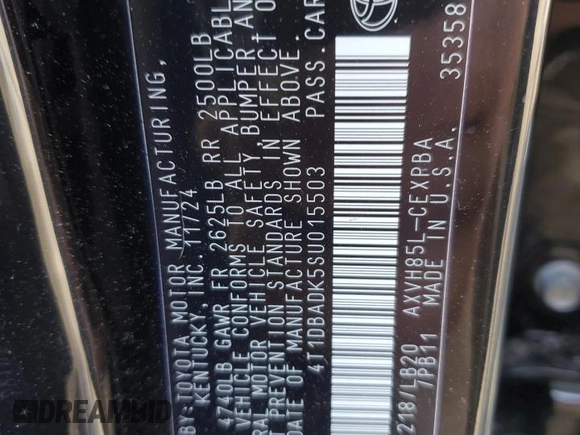 BY TOYOTA MOTOR MANUFACTURING,
KENTUCKY, INC. 11/24
4740LB GAWR FR 2625LB RR 2500LB
VEHICLE CONFORMS TO ALL APPLICABL
RAL MOTOR VEHICLE SAFETY, BUMPER AN
T PREVENTION STANDARDS IN EFFECT O
DATE OF MANUFACTURE SHOWN ABOVE
4T1DBADK5SU015503 PASS.CAR
218/LB20 AXVH85L-CEXRBA
7PB11 MADE IN U.S.A. 35358
DREAMBID